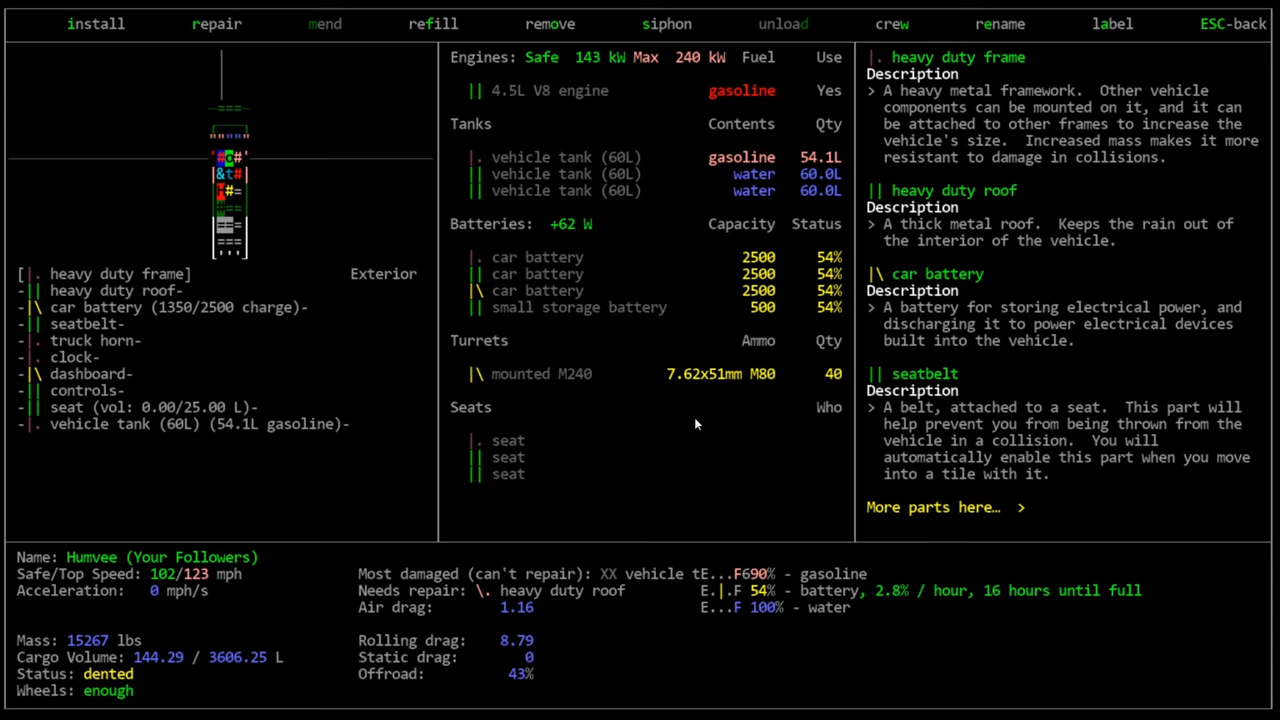 install repair mend refill remove siphon unload crew rename label ESC-back
[|. heavy duty frame] Exterior
-|| heavy duty roof-
-|\ car battery (1350/2500 charge)-
-|| seatbelt-
-|. truck horn-
-|. clock-
-|\ dashboard-
-|| controls-
-|| seat (vol: 0.00/25.00 L)-
-|. vehicle tank (60L) (54.1L gasoline)-
Engines: Safe 143 kW Max 240 kW Fuel Use
|| 4.5L V8 engine gasoline Yes
Tanks Contents Qty
|. vehicle tank (60L) gasoline 54.1L
|| vehicle tank (60L) water 60.0L
|| vehicle tank (60L) water 60.0L
Batteries: +62 W Capacity Status
|. car battery 2500 54%
|| car battery 2500 54%
|\ car battery 2500 54%
|| small storage battery 500 54%
Turrets Ammo Qty
|\ mounted M240 7.62x51mm M80 40
Seats Who
|. seat
|| seat
|| seat
|. heavy duty frame
Description
> A heavy metal framework. Other vehicle
components can be mounted on it, and it can
be attached to other frames to increase the
vehicle's size. Increased mass makes it more
resistant to damage in collisions.
|| heavy duty roof
Description
> A thick metal roof. Keeps the rain out of
the interior of the vehicle.
|\ car battery
Description
> A battery for storing electrical power, and
discharging it to power electrical devices
built into the vehicle.
|| seatbelt
Description
> A belt, attached to a seat. This part will
help prevent you from being thrown from the
vehicle in a collision. You will
automatically enable this part when you move
into a tile with it.
More parts here… >
Name: Humvee (Your Followers)
Safe/Top Speed: 102/123 mph
Acceleration: 0 mph/s
Mass: 15267 lbs
Cargo Volume: 144.29 / 3606.25 L
Status: dented
Wheels: enough
Most damaged (can't repair): XX vehicle tE...F690% - gasoline
Needs repair: \. heavy duty roof E.|.F 54% - battery, 2.8% / hour, 16 hours until full
Air drag: 1.16 E...F 100% - water
Rolling drag: 8.79
Static drag: 0
Offroad: 43%